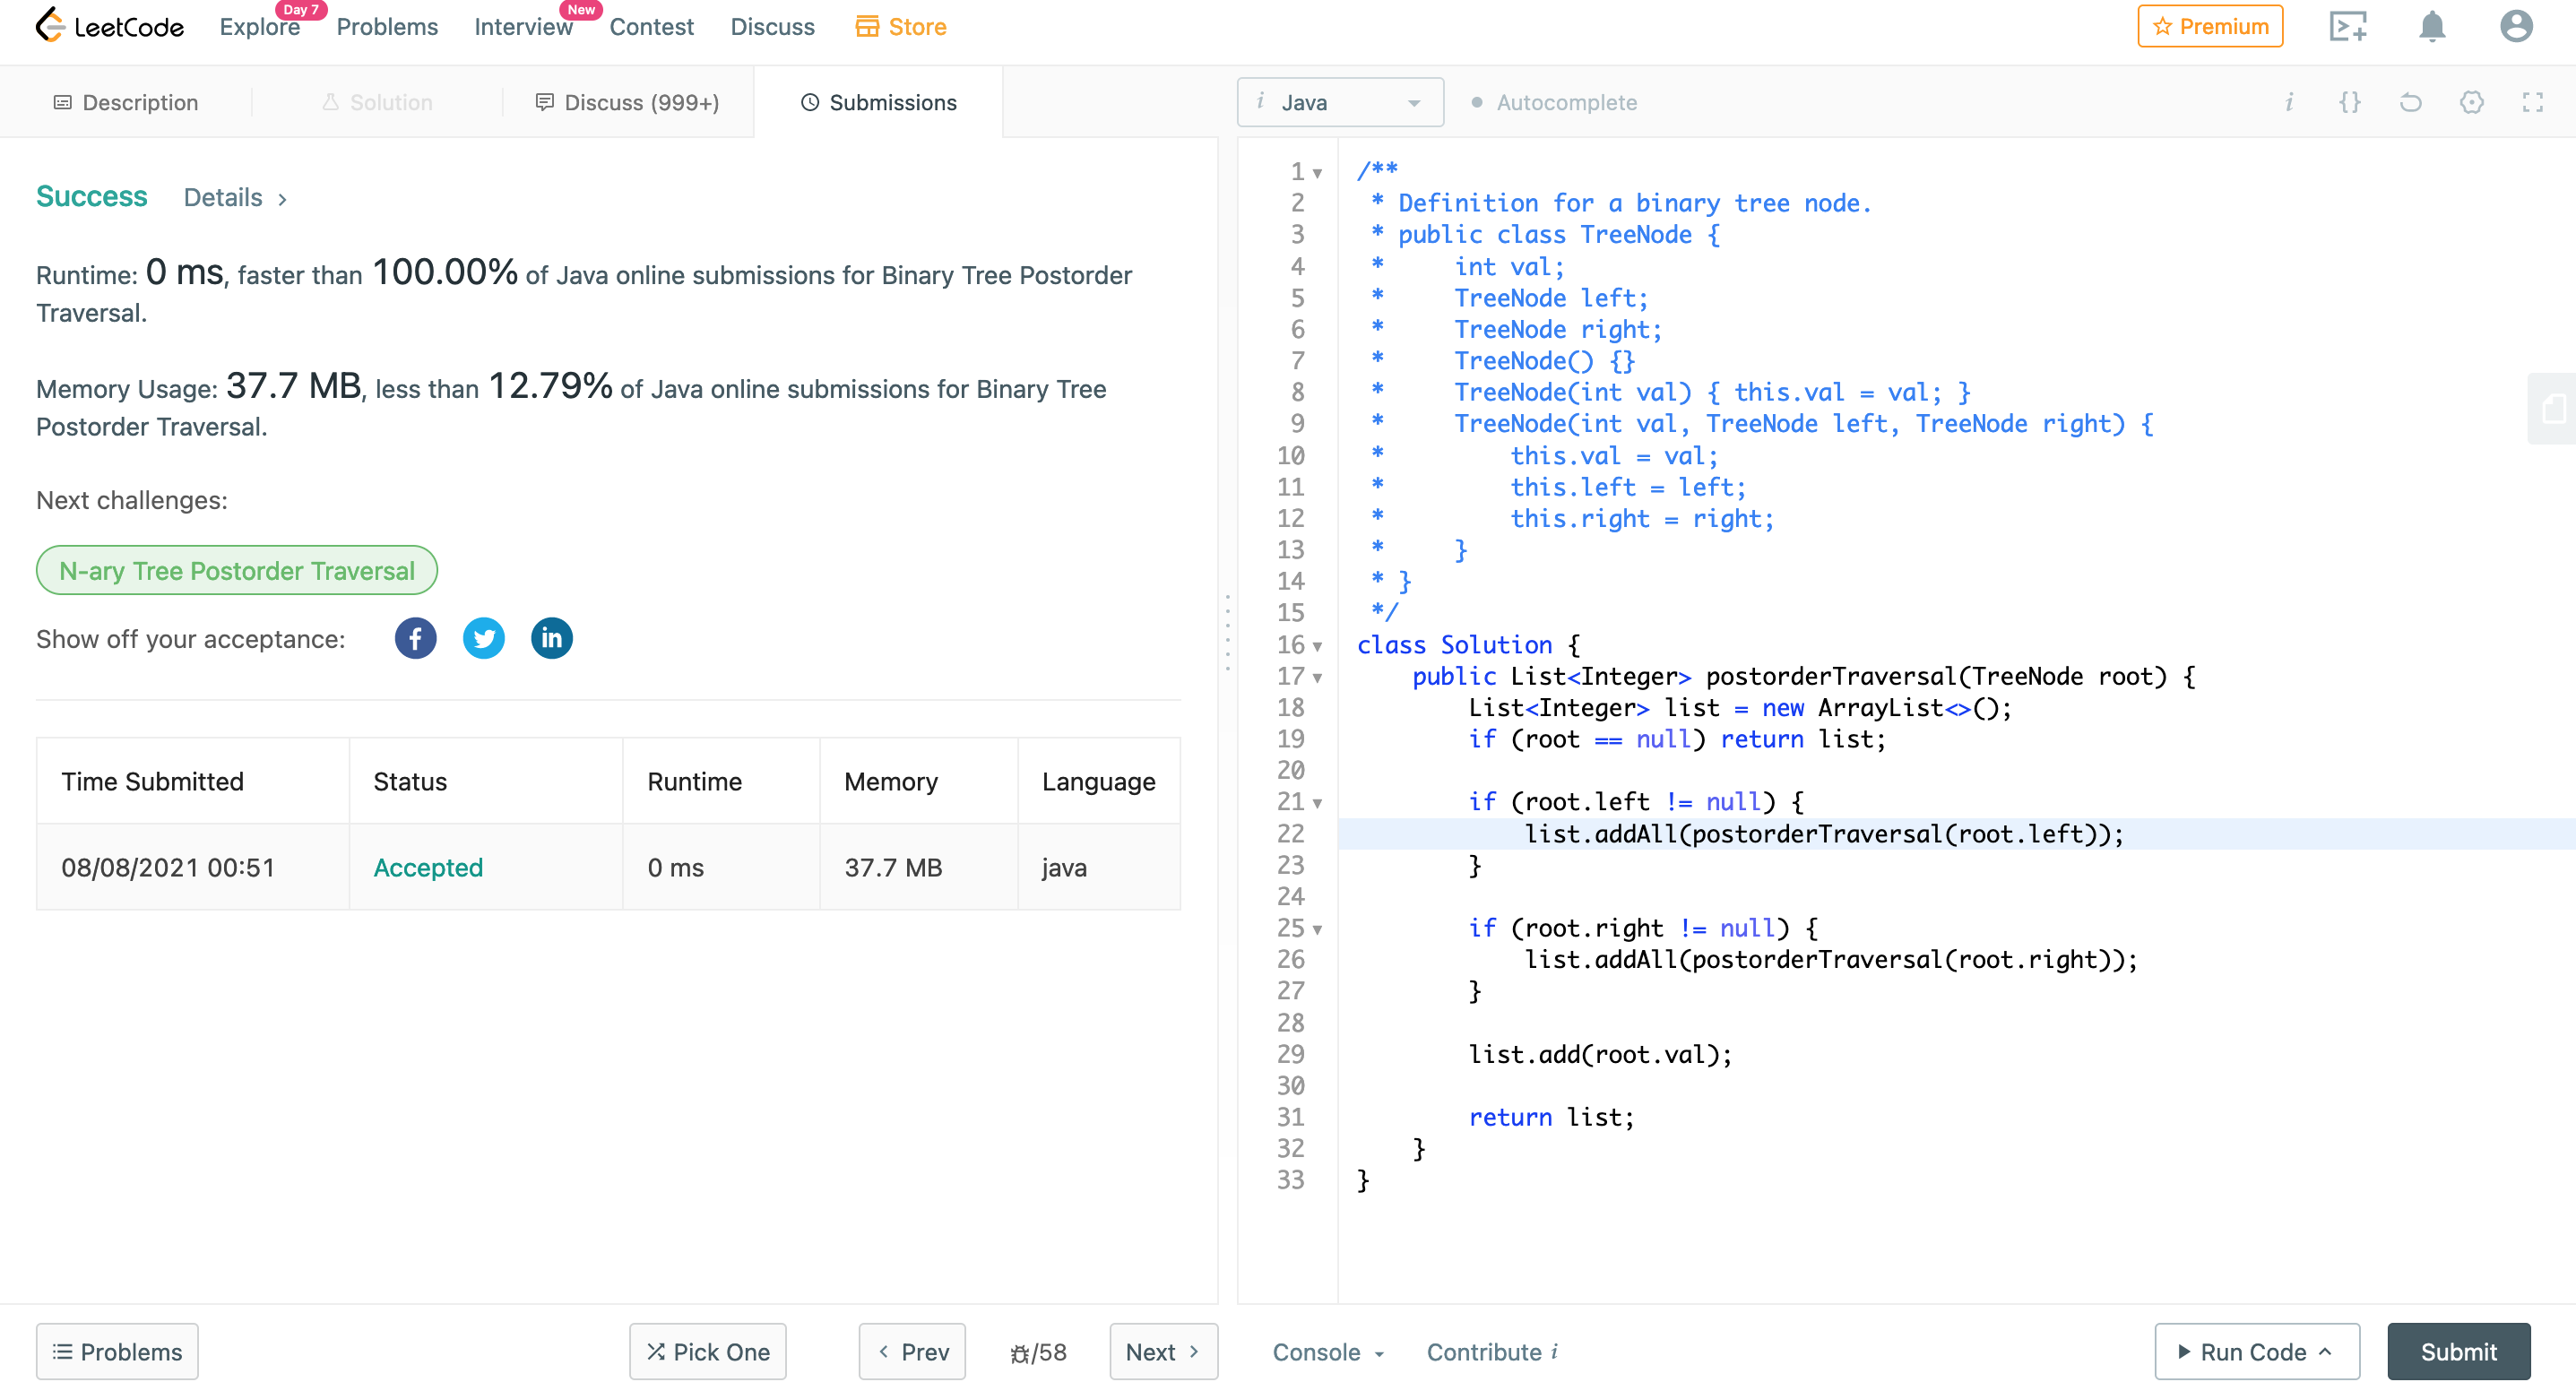 LeetCode Explore Day 7 Problems Interview New Contest Discuss Store Premium
Description Solution Discuss (999+) Submissions
i Java Autocomplete i {}
Success Details >
Runtime: 0 ms, faster than 100.00% of Java online submissions for Binary Tree Postorder
Traversal.
Memory Usage: 37.7 MB, less than 12.79% of Java online submissions for Binary Tree
Postorder Traversal.
Next challenges:
N-ary Tree Postorder Traversal
Show off your acceptance: f in
Time Submitted Status Runtime Memory Language
08/08/2021 00:51 Accepted 0 ms 37.7 MB java
1 /**
2  * Definition for a binary tree node.
3  * public class TreeNode {
4  *     int val;
5  *     TreeNode left;
6  *     TreeNode right;
7  *     TreeNode() {}
8  *     TreeNode(int val) { this.val = val; }
9  *     TreeNode(int val, TreeNode left, TreeNode right) {
10  *         this.val = val;
11  *         this.left = left;
12  *         this.right = right;
13  *     }
14  * }
15  */
16 class Solution {
17     public List<Integer> postorderTraversal(TreeNode root) {
18         List<Integer> list = new ArrayList<>();
19         if (root == null) return list;
20
21         if (root.left != null) {
22             list.addAll(postorderTraversal(root.left));
23         }
24
25         if (root.right != null) {
26             list.addAll(postorderTraversal(root.right));
27         }
28
29         list.add(root.val);
30
31         return list;
32     }
33 }
Problems Pick One < Prev /58 Next > Console Contribute i Run Code Submit